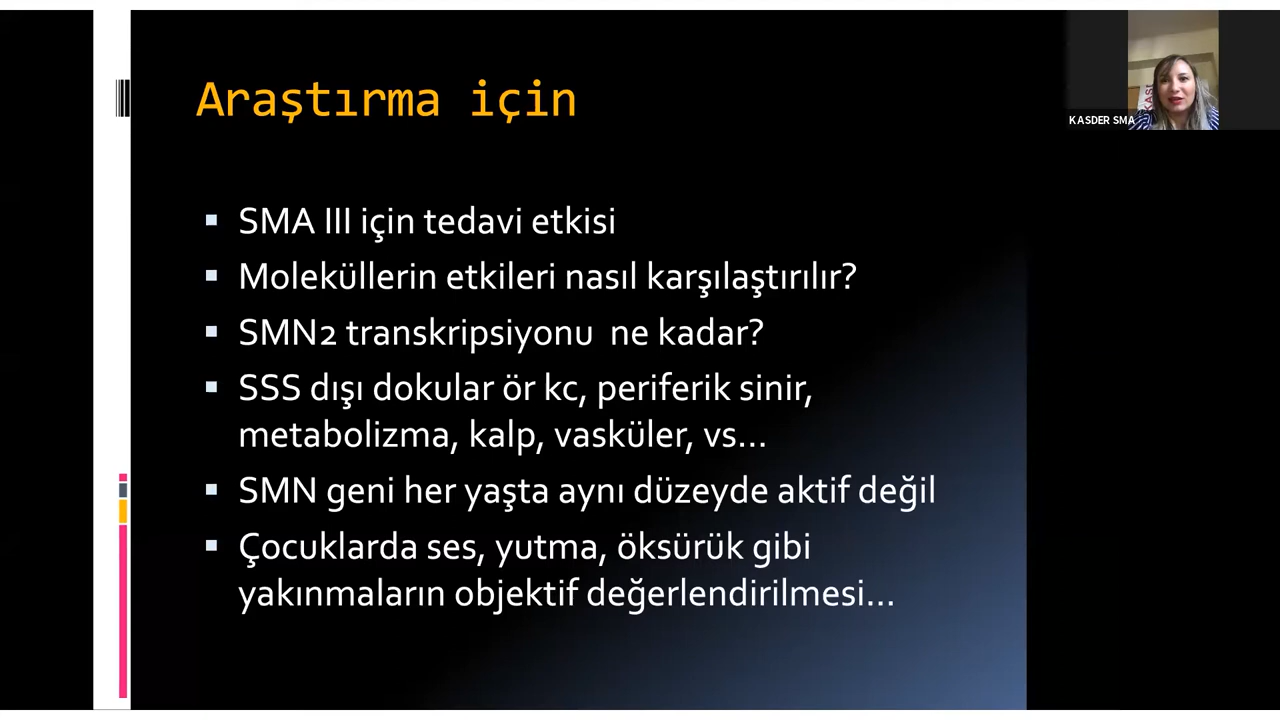 Araştırma için
KASDER SMA
▪ SMA III için tedavi etkisi
▪ Moleküllerin etkileri nasıl karşılaştırılır?
▪ SMN2 transkripsiyonu  ne kadar?
▪ SSS dışı dokular ör kc, periferik sinir,
metabolizma, kalp, vasküler, vs...
▪ SMN geni her yaşta aynı düzeyde aktif değil
▪ Çocuklarda ses, yutma, öksürük gibi
yakınmaların objektif değerlendirilmesi...